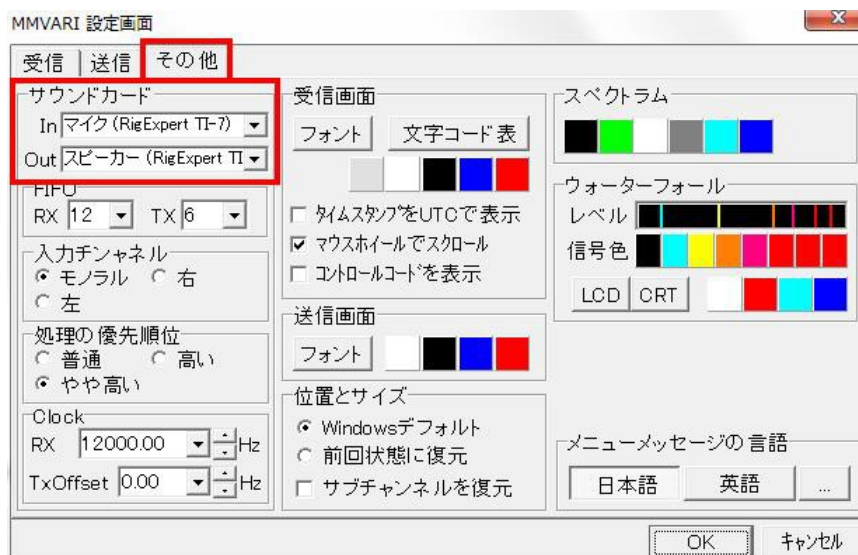 MMVARI 設定画面
受信 送信 その他
サウンドカード
In マイク (RigExpert TI-7)
Out スピーカー (RigExpert TI
FIFO
RX 12 TX 6
入力チャネル
モノラル 右
左
処理の優先順位
普通 高い
やや高い
Clock
RX 12000.00 Hz
TxOffset 0.00 Hz
受信画面
フォント 文字コード表
タイムスタンプをUTCで表示
マウスホイールでスクロール
コントロールコードを表示
送信画面
フォント
位置とサイズ
Windowsデフォルト
前回状態に復元
サブチャンネルを復元
スペクトラム
ウォーターフォール
レベル
信号色
LCD CRT
メニューメッセージの言語
日本語 英語 ...
OK キャンセル